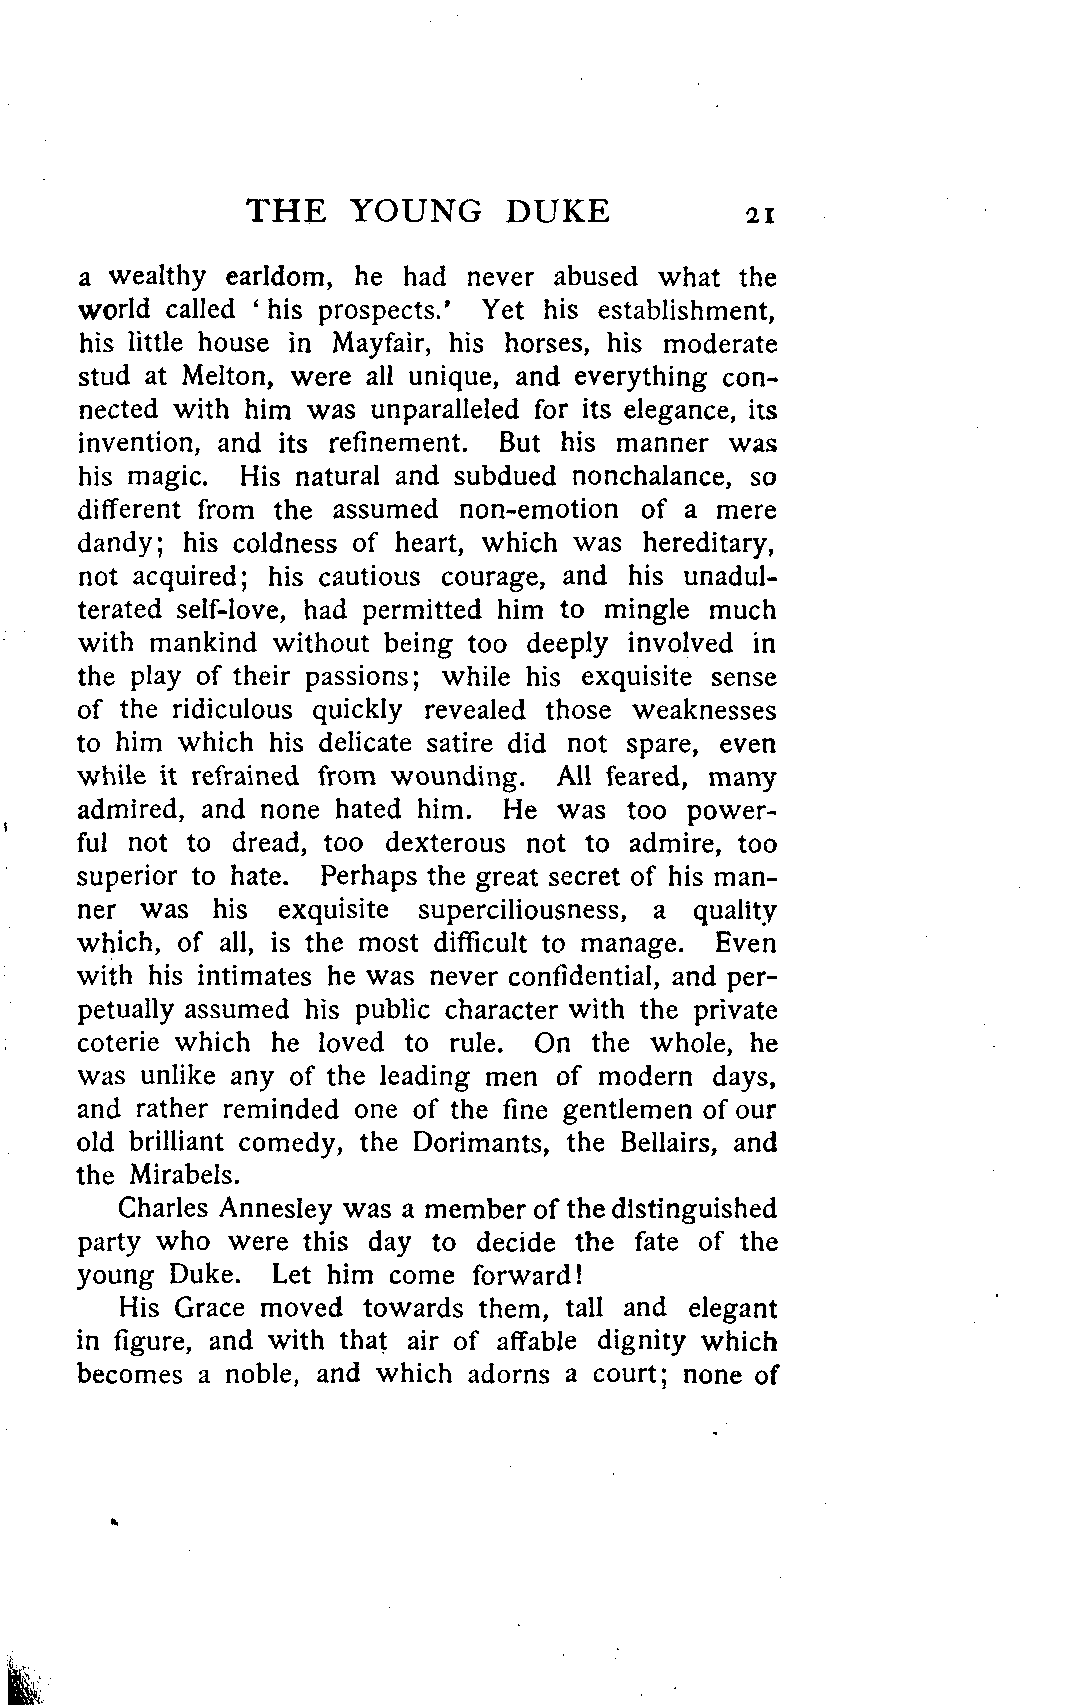 THE YOUNG DUKE 21
a wealthy earldom, he had never abused what the
world called ‘his prospects.’ Yet his establishment,
his little house in Mayfair, his horses, his moderate
stud at Melton, were all unique, and everything con-
nected with him was unparalleled for its elegance, its
invention, and its refinement. But his manner was
his magic. His natural and subdued nonchalance, so
different from the assumed non-emotion of a mere
dandy; his coldness of heart, which was hereditary,
not acquired; his cautious courage, and his unadul-
terated self-love, had permitted him to mingle much
with mankind without being too deeply involved in
the play of their passions; while his exquisite sense
of the ridiculous quickly revealed those weaknesses
to him which his delicate satire did not spare, even
while it refrained from wounding. All feared, many
admired, and none hated him. He was too power-
ful not to dread, too dexterous not to admire, too
superior to hate. Perhaps the great secret of his man-
ner was his exquisite superciliousness, a quality
which, of all, is the most difficult to manage. Even
with his intimates he was never confidential, and per-
petually assumed his public character with the private
coterie which he loved to rule. On the whole, he
was unlike any of the leading men of modern days,
and rather reminded one of the fine gentlemen of our
old brilliant comedy, the Dorimants, the Bellairs, and
the Mirabels.
Charles Annesley was a member of the distinguished
party who were this day to decide the fate of the
young Duke. Let him come forward!
His Grace moved towards them, tall and elegant
in figure, and with that air of affable dignity which
becomes a noble, and which adorns a court; none of